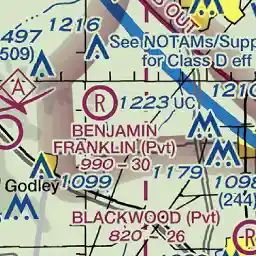 1216
OUT
497
509)
See NOTAMs/Supp
for Class D eff
A
R
1223 UC
1210
BENJAMIN
FRANKLIN (Pvt)
990 - 30
Godley
1099
1179
1098
(244)
BLACKWOOD (Pvt)
820 - 26
R